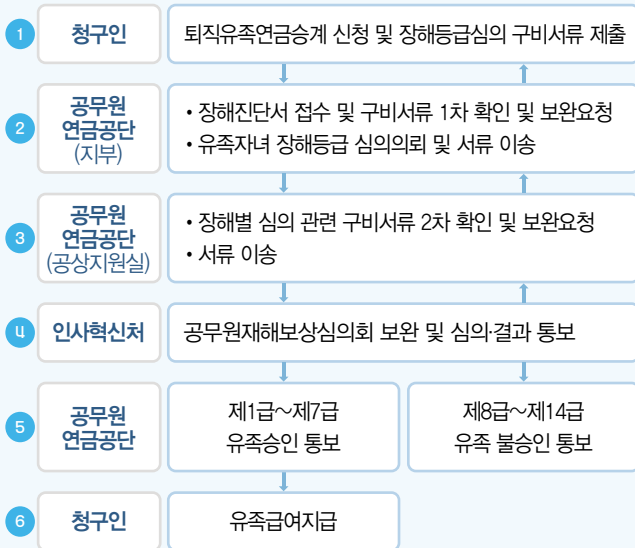 1
청구인
퇴직유족연금승계 신청 및 장해등급심의 구비서류 제출
2
공무원
연금공단
(지부)
• 장해진단서 접수 및 구비서류 1차 확인 및 보완요청
• 유족자녀 장해등급 심의의뢰 및 서류 이송
3
공무원
연금공단
(공상지원실)
• 장해별 심의 관련 구비서류 2차 확인 및 보완요청
• 서류 이송
4
인사혁신처
공무원재해보상심의회 보완 및 심의·결과 통보
5
공무원
연금공단
제1급~제7급
유족승인 통보
제8급~제14급
유족 불승인 통보
6
청구인
유족급여지급